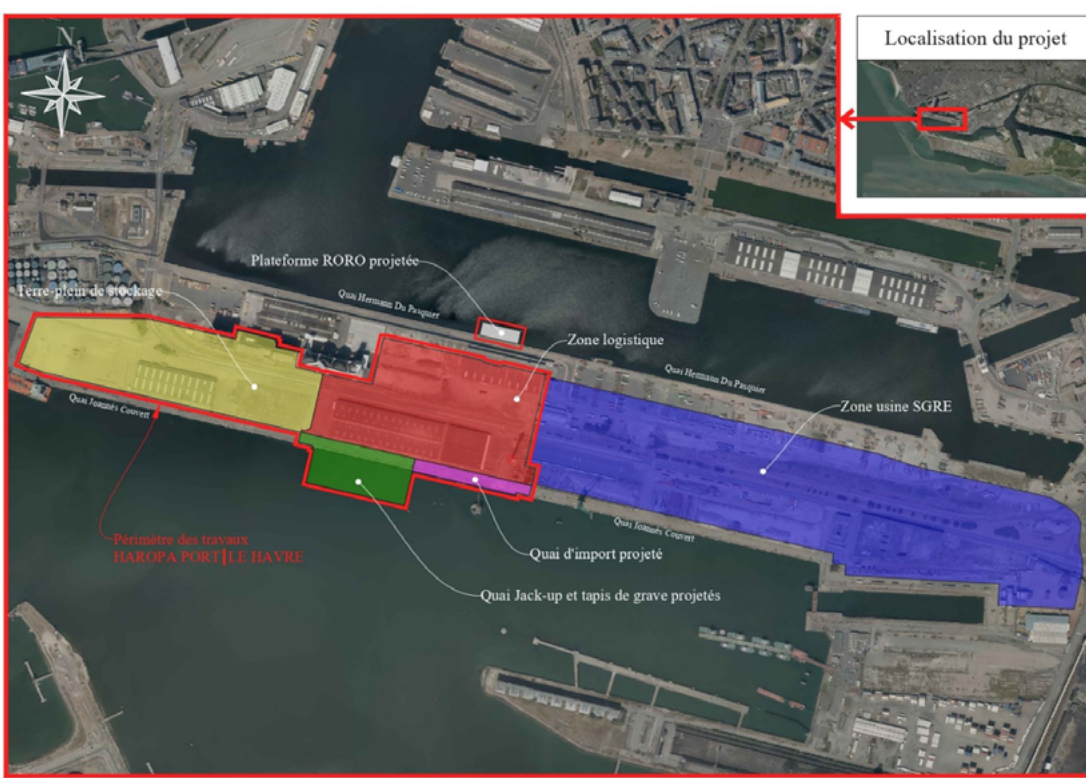 N
Localisation du projet
Plateforme RORO projetée
Quai Hermann Du Pasquier
Terre-plein de stockage
Zone logistique
Quai Hermann Du Pasquier
Zone usine SGRE
Quai Joannès Couvert
Quai Joannès Couvert
Périmètre des travaux
HAROPA PORT|LE HAVRE
Quai d'import projeté
Quai Jack-up et tapis de grave projetés